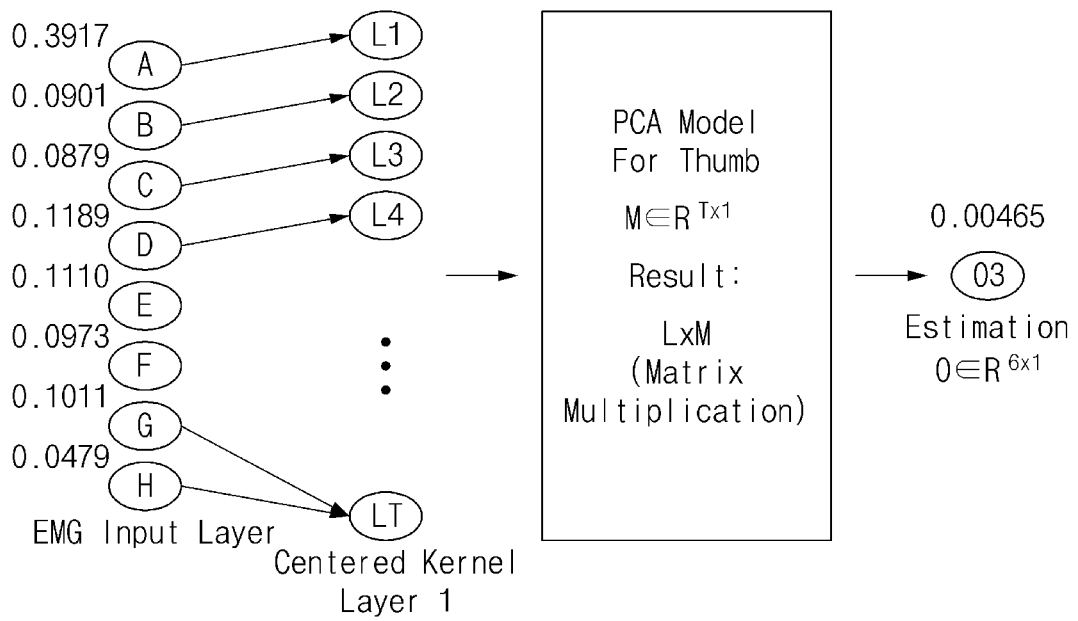 0.3917
A
0.0901
B
0.0879
C
0.1189
D
0.1110
E
0.0973
F
0.1011
G
0.0479
H
EMG Input Layer
L1
L2
L3
L4
LT
Centered Kernel
Layer 1
PCA Model
For Thumb
M∈R^Tx1
Result:
LxM
(Matrix
Multiplication)
0.00465
O3
Estimation
O∈R^6x1